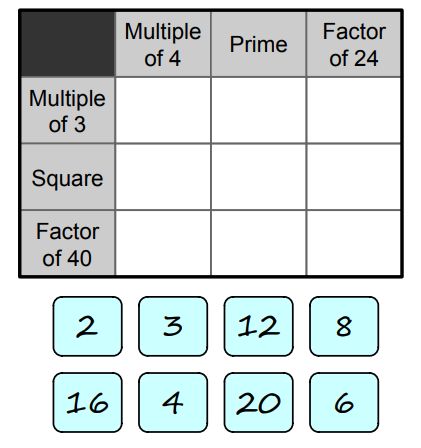 Multiple
of 4
Prime
Factor
of 24
Multiple
of 3
Square
Factor
of 40
2 3 12 8
16 4 20 6